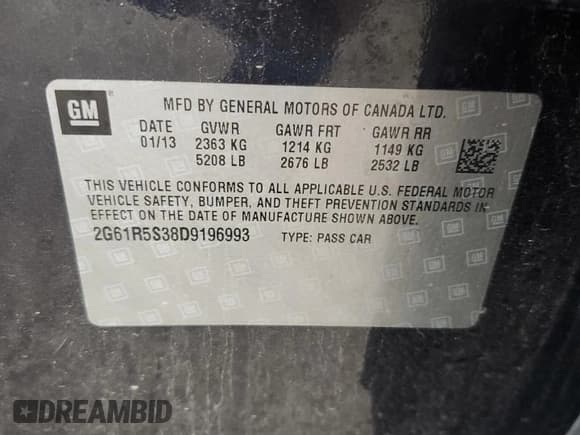 GM
MFD BY GENERAL MOTORS OF CANADA LTD.
DATE GVWR GAWR FRT GAWR RR
01/13 2363 KG 1214 KG 1149 KG
5208 LB 2676 LB 2532 LB
THIS VEHICLE CONFORMS TO ALL APPLICABLE U.S. FEDERAL MOTOR
VEHICLE SAFETY, BUMPER, AND THEFT PREVENTION STANDARDS IN
EFFECT ON THE DATE OF MANUFACTURE SHOWN ABOVE.
2G61R5S38D9196993 TYPE: PASS CAR
DREAMBID